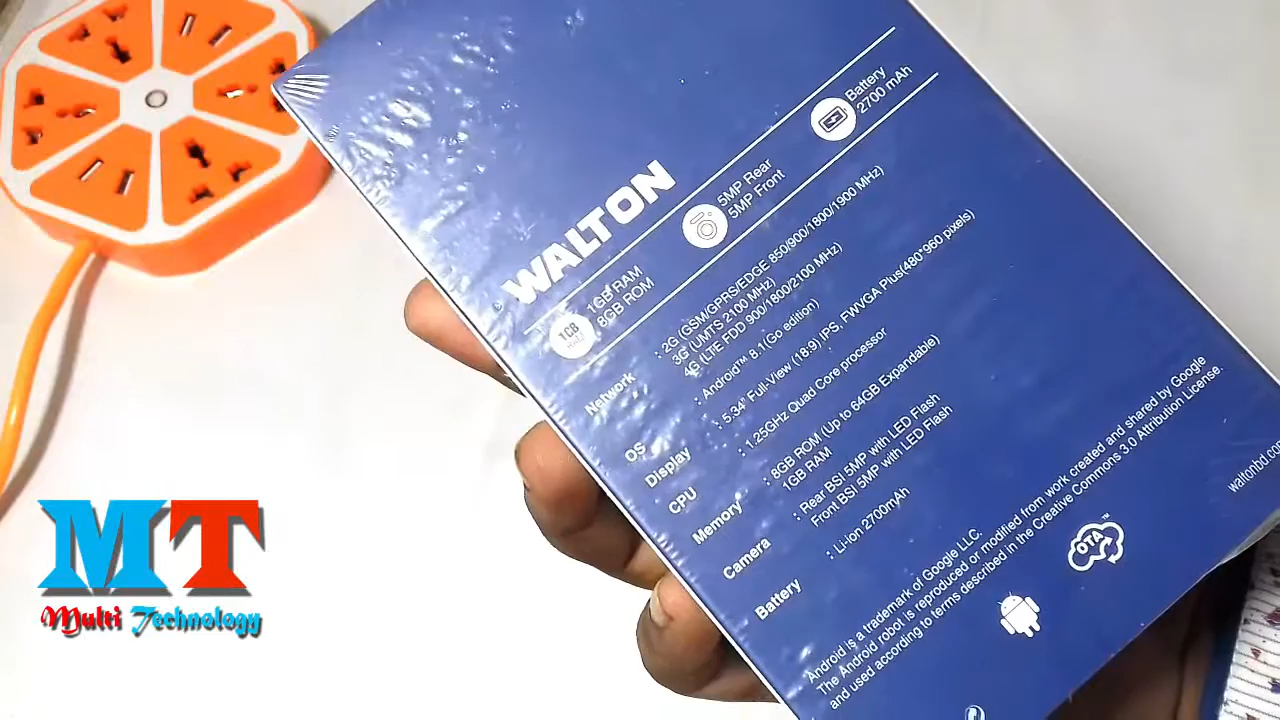 WALTON
1GB RAM
8GB ROM
5MP Rear
5MP Front
Battery
2700 mAh
1GB
Network : 2G (GSM/GPRS/EDGE 850/900/1800/1900 MHz)
3G (UMTS 2100 MHz)
4G (LTE FDD 900/1800/2100 MHz)
OS : Android™ 8.1(Go edition)
Display : 5.34" Full-View (18:9) IPS, FWVGA Plus(480*960 pixels)
CPU : 1.25GHz Quad Core processor
Memory : 8GB ROM (Up to 64GB Expandable)
1GB RAM
Camera : Rear BSI 5MP with LED Flash
Front BSI 5MP with LED Flash
Battery : Li-Ion 2700mAh
Android is a trademark of Google LLC.
The Android robot is reproduced or modified from work created and shared by Google
and used according to terms described in the Creative Commons 3.0 Attribution License.
OTA™
MT
Multi Technology